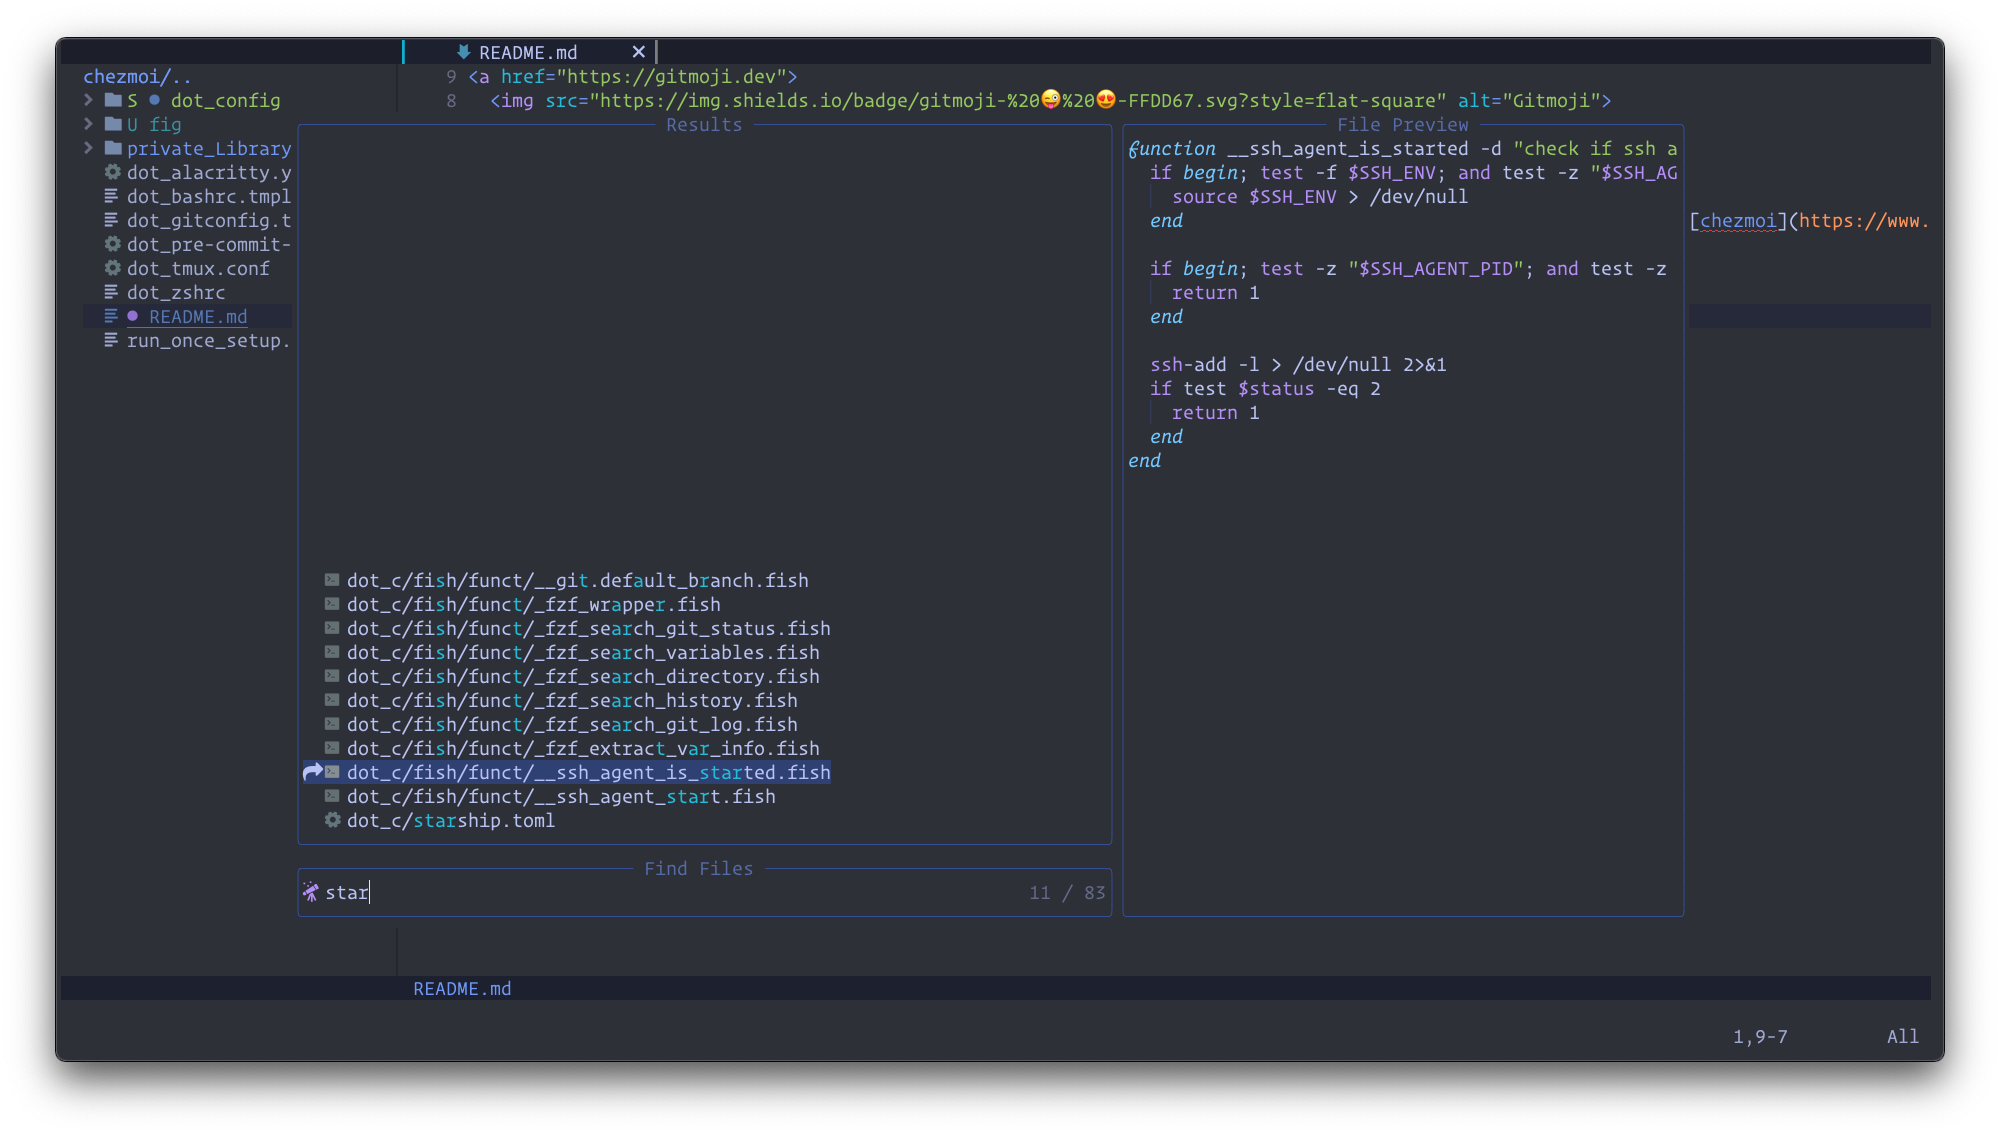 README.md ✕
chezmoi/..
S ● dot_config
U fig
private_Library
dot_alacritty.y
dot_bashrc.tmpl
dot_gitconfig.t
dot_pre-commit-
dot_tmux.conf
dot_zshrc
● README.md
run_once_setup.
9 <a href="https://gitmoji.dev">
8 <img src="https://img.shields.io/badge/gitmoji-%20😜%20😍-FFDD67.svg?style=flat-square" alt="Gitmoji">
[chezmoi](https://www.
Results
dot_c/fish/funct/__git.default_branch.fish
dot_c/fish/funct/_fzf_wrapper.fish
dot_c/fish/funct/_fzf_search_git_status.fish
dot_c/fish/funct/_fzf_search_variables.fish
dot_c/fish/funct/_fzf_search_directory.fish
dot_c/fish/funct/_fzf_search_history.fish
dot_c/fish/funct/_fzf_search_git_log.fish
dot_c/fish/funct/_fzf_extract_var_info.fish
dot_c/fish/funct/__ssh_agent_is_started.fish
dot_c/fish/funct/__ssh_agent_start.fish
dot_c/starship.toml
Find Files
star 11 / 83
File Preview
function __ssh_agent_is_started -d "check if ssh a
if begin; test -f $SSH_ENV; and test -z "$SSH_AG
source $SSH_ENV > /dev/null
end
if begin; test -z "$SSH_AGENT_PID"; and test -z
return 1
end
ssh-add -l > /dev/null 2>&1
if test $status -eq 2
return 1
end
end
README.md
1,9-7 All